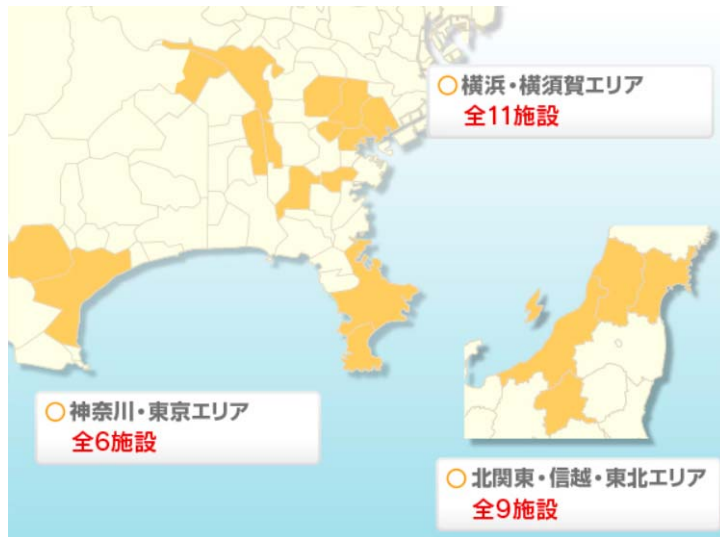 横浜・横須賀エリア
全11施設
神奈川・東京エリア
全6施設
北関東・信越・東北エリア
全9施設